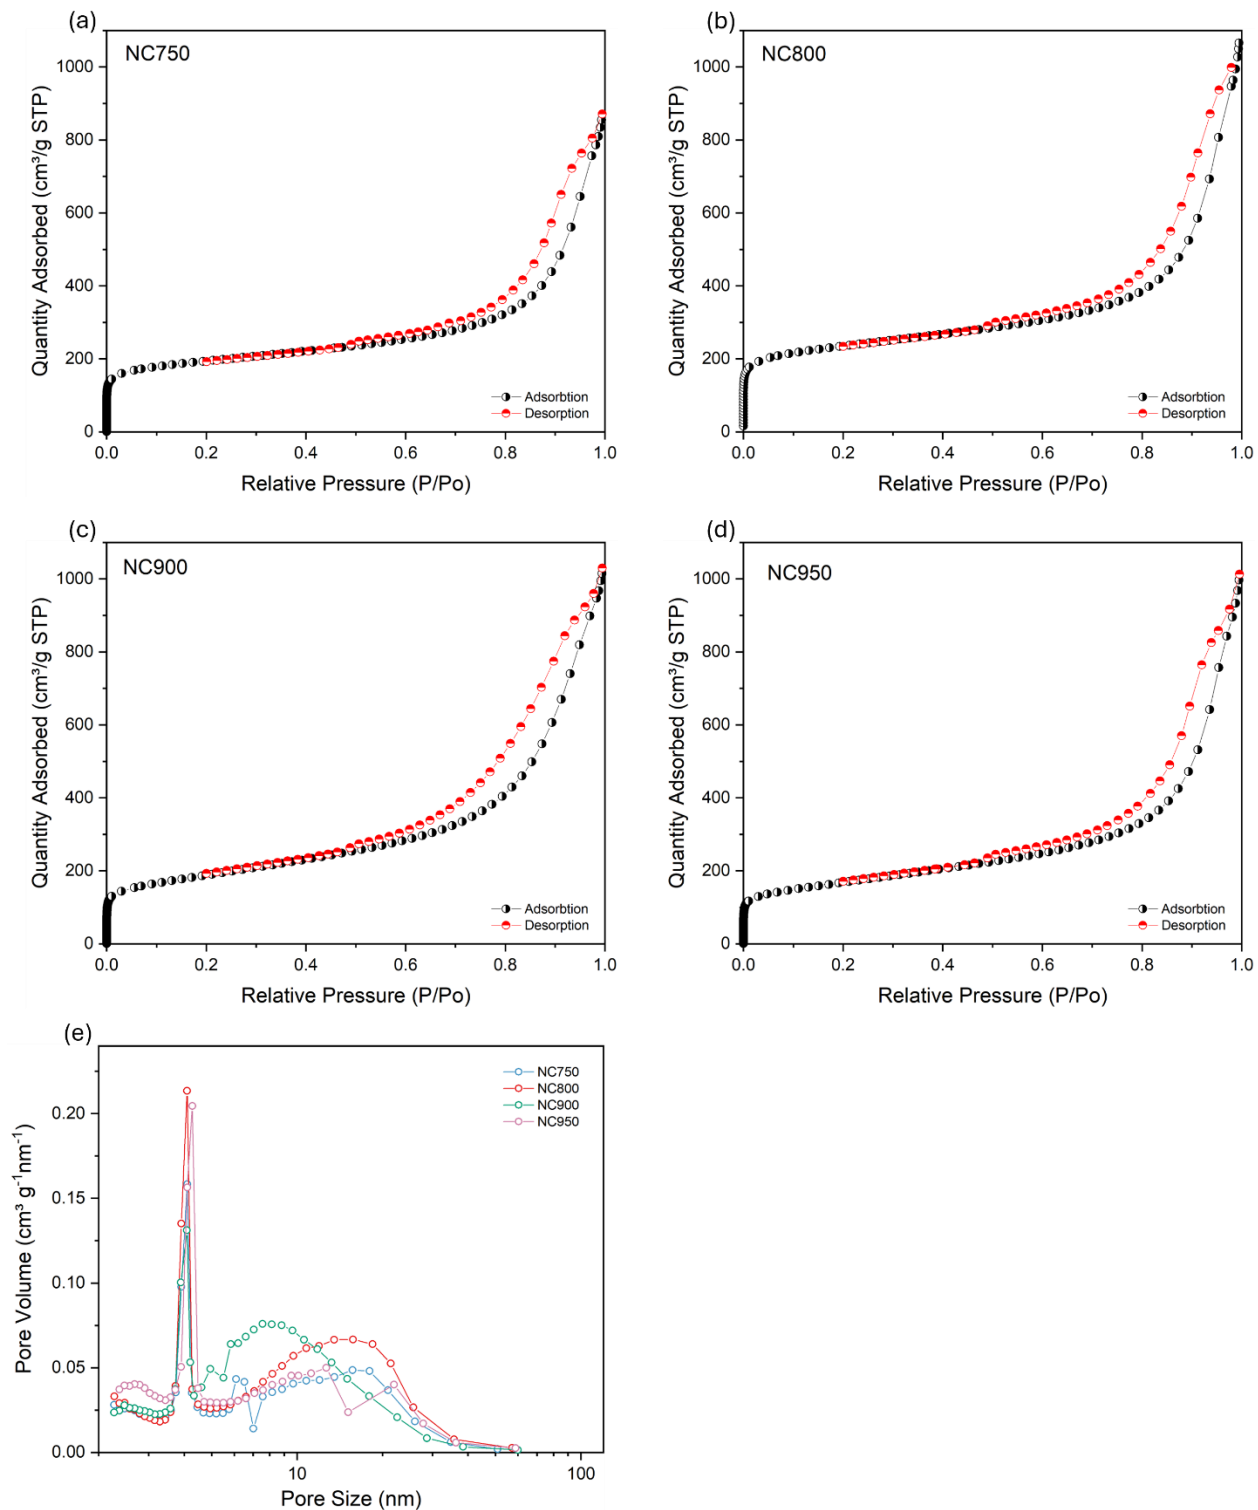 (a)
NC750
1000
800
600
400
200
0
Quantity Adsorbed (cm³/g STP)
Adsorbtion
Desorption
0.0 0.2 0.4 0.6 0.8 1.0
Relative Pressure (P/Po)
(b)
NC800
1000
800
600
400
200
0
Quantity Adsorbed (cm³/g STP)
Adsorbtion
Desorption
0.0 0.2 0.4 0.6 0.8 1.0
Relative Pressure (P/Po)
(c)
NC900
1000
800
600
400
200
0
Quantity Adsorbed (cm³/g STP)
Adsorbtion
Desorption
0.0 0.2 0.4 0.6 0.8 1.0
Relative Pressure (P/Po)
(d)
NC950
1000
800
600
400
200
0
Quantity Adsorbed (cm³/g STP)
Adsorbtion
Desorption
0.0 0.2 0.4 0.6 0.8 1.0
Relative Pressure (P/Po)
(e)
NC750
NC800
NC900
NC950
0.20
0.15
0.10
0.05
0.00
Pore Volume (cm³ g⁻¹nm⁻¹)
10 100
Pore Size (nm)